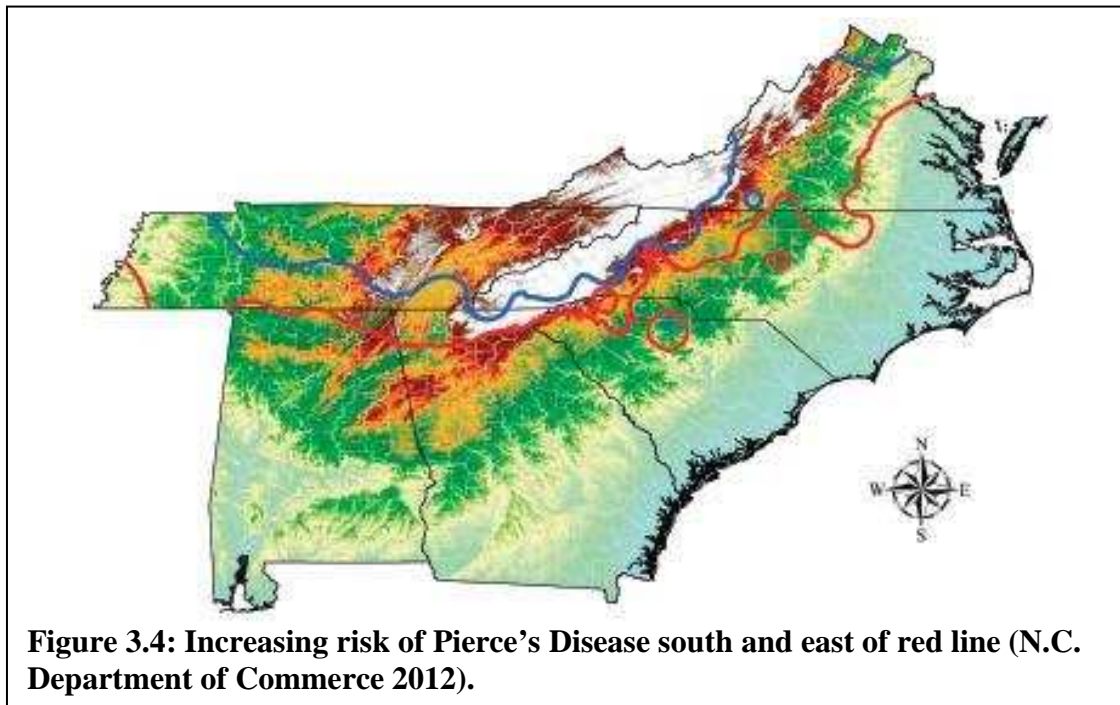 N
W E
S
Figure 3.4: Increasing risk of Pierce's Disease south and east of red line (N.C.
Department of Commerce 2012).